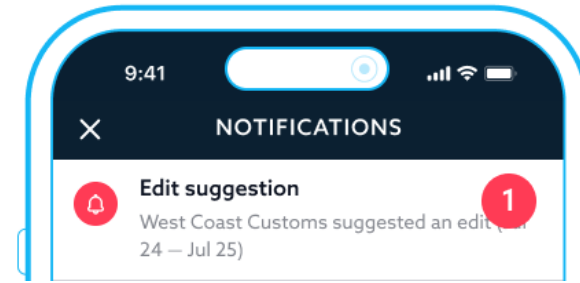 9:41
NOTIFICATIONS
Edit suggestion
1
West Coast Customs suggested an edit
24 — Jul 25)